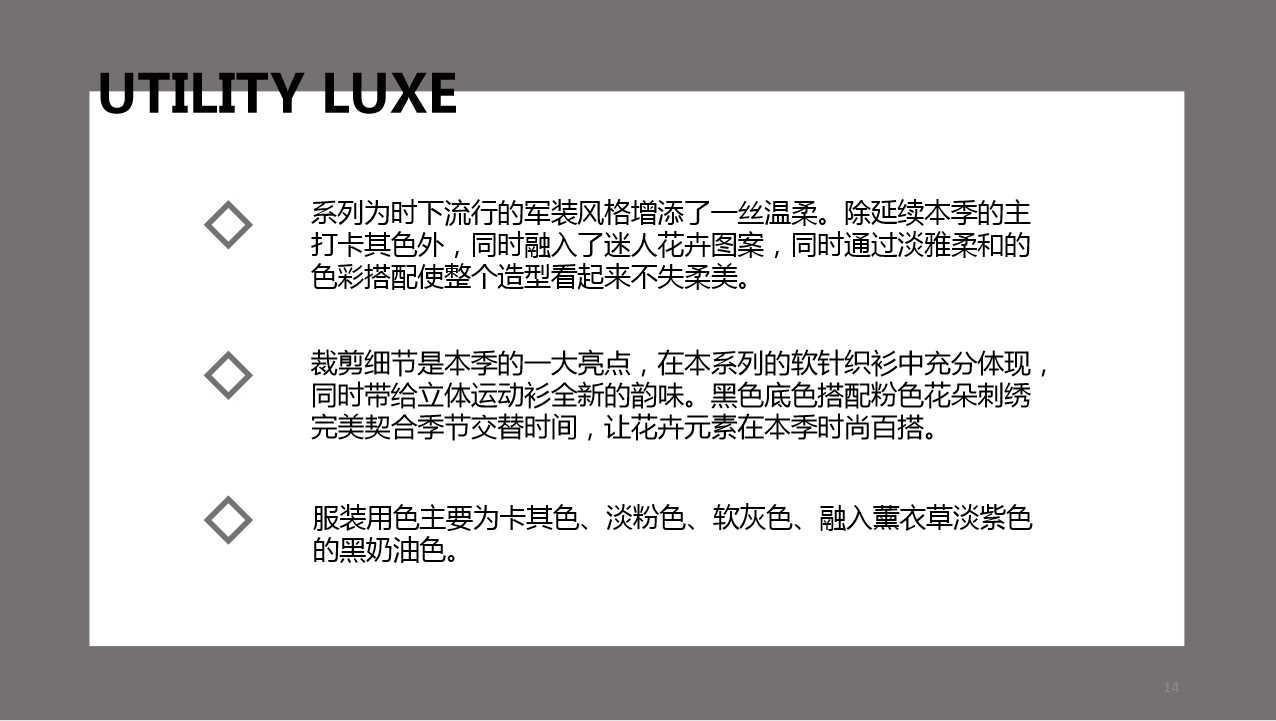 UTILITY LUXE
系列为时下流行的军装风格增添了一丝温柔。除延续本季的主
打卡其色外，同时融入了迷人花卉图案，同时通过淡雅柔和的
色彩搭配使整个造型看起来不失柔美。
裁剪细节是本季的一大亮点，在本系列的软针织衫中充分体现，
同时带给立体运动衫全新的韵味。黑色底色搭配粉色花朵刺绣
完美契合季节交替时间，让花卉元素在本季时尚百搭。
服装用色主要为卡其色、淡粉色、软灰色、融入薰衣草淡紫色
的黑奶油色。
14